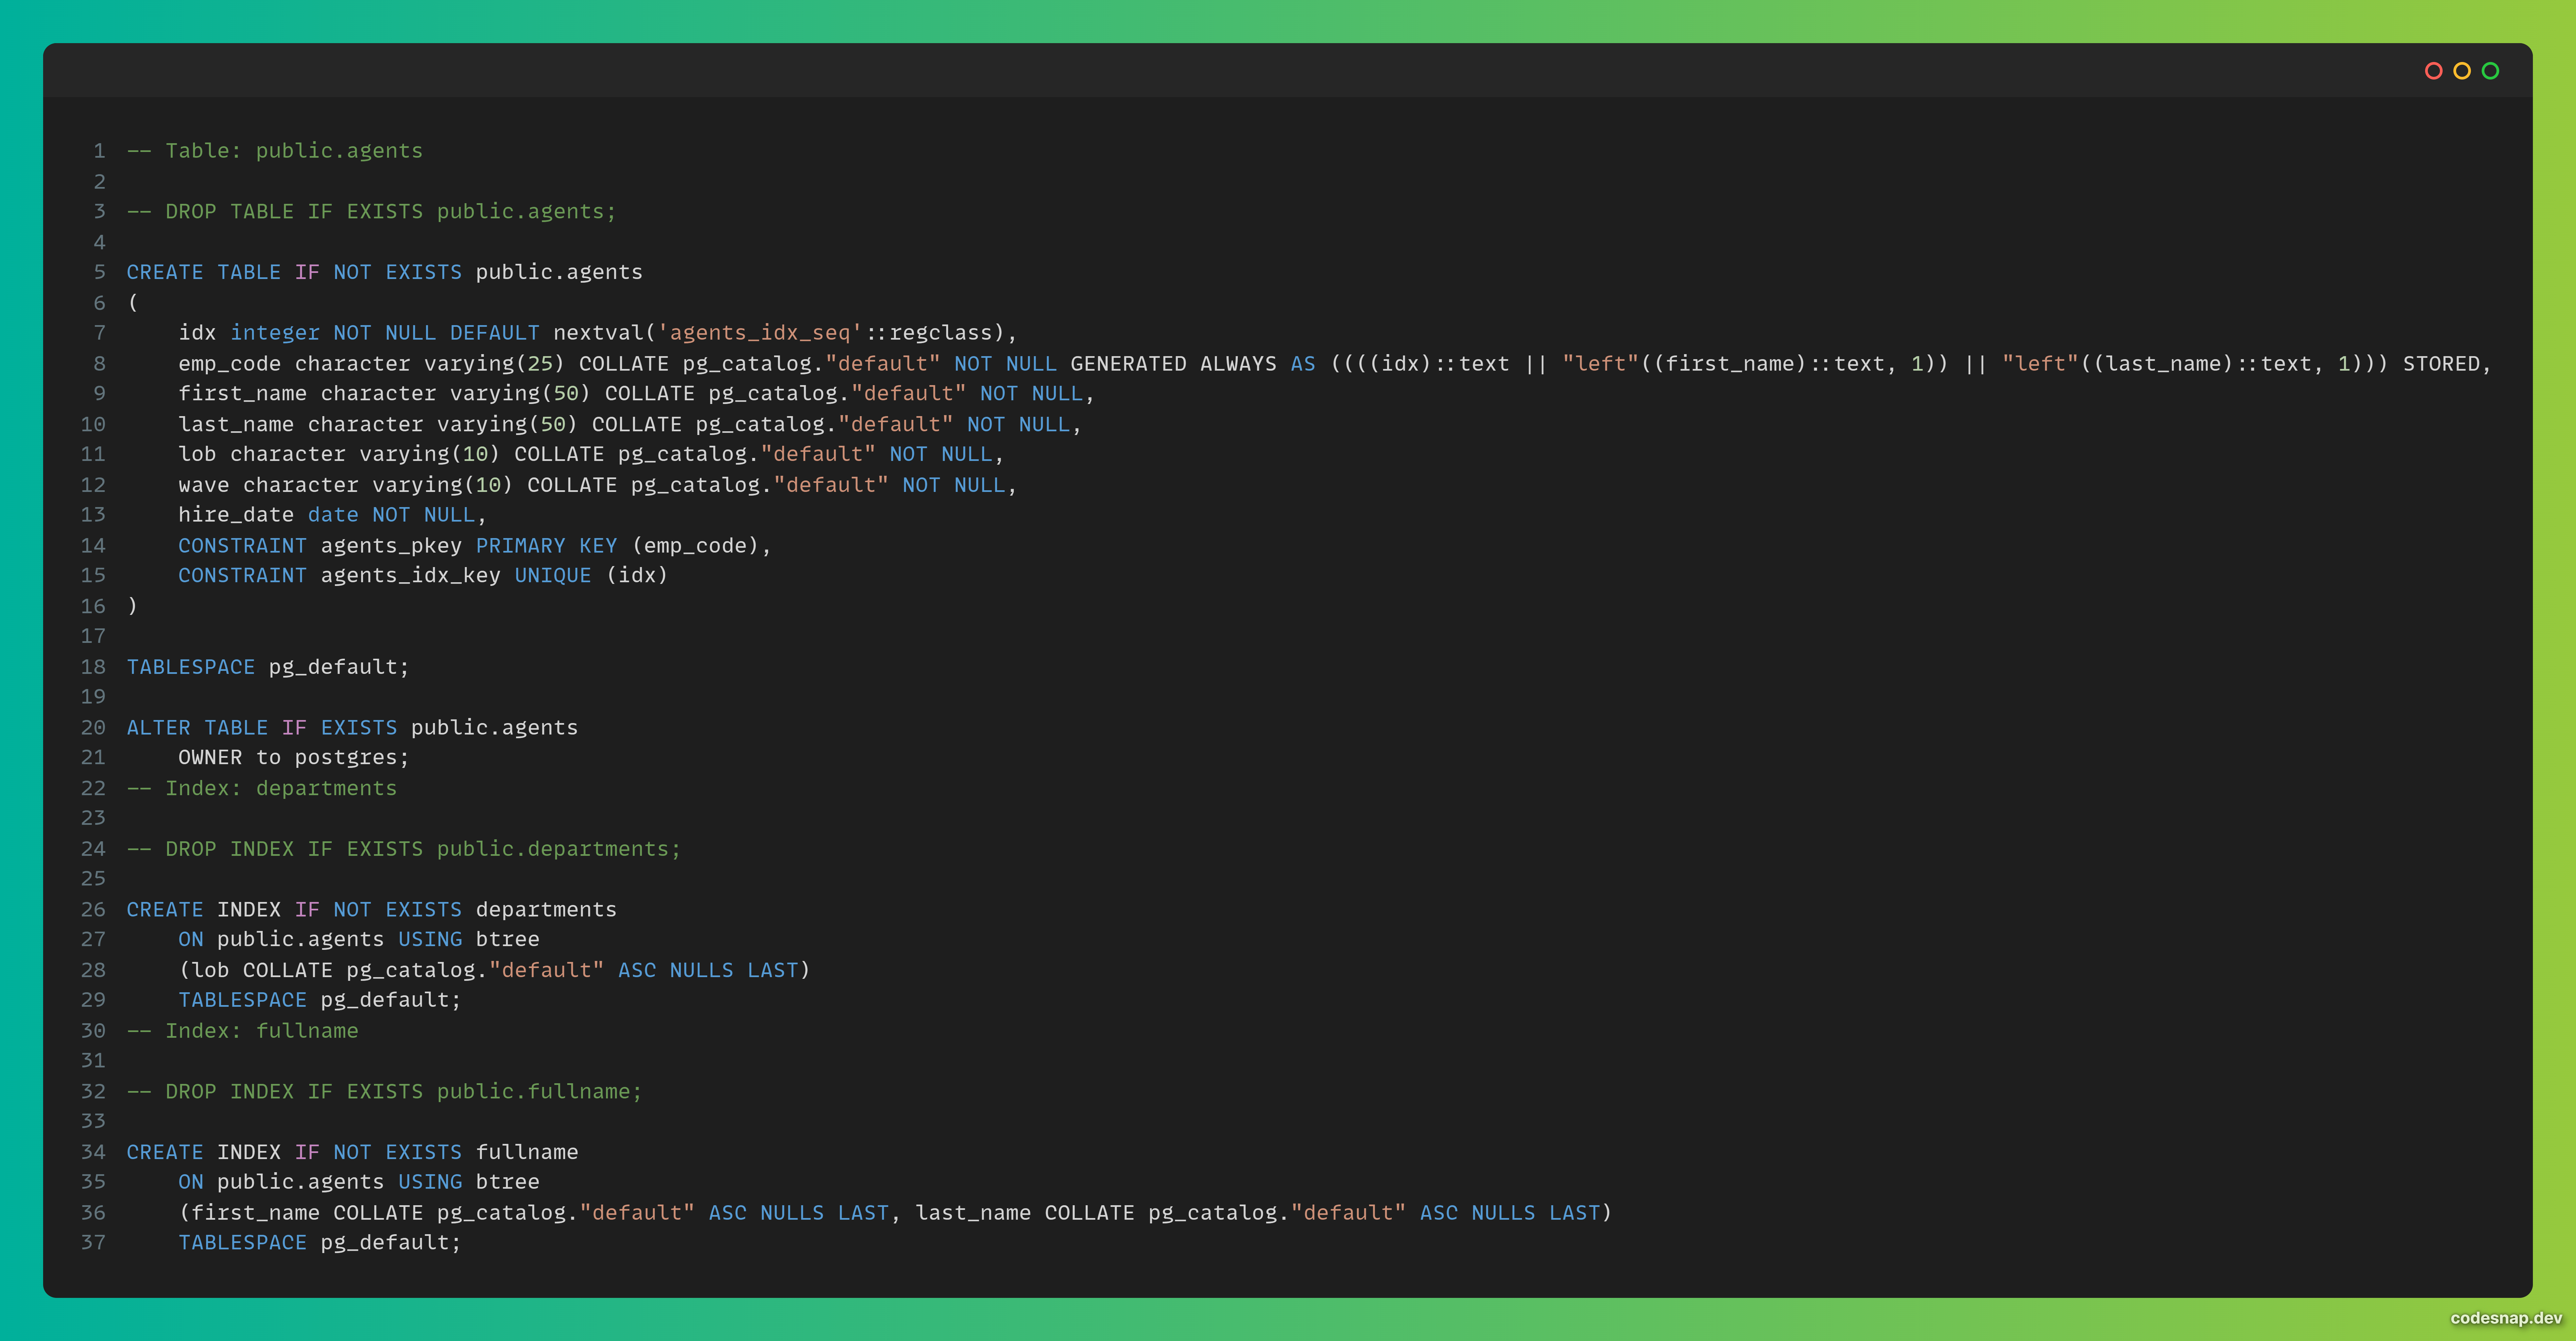 1 -- Table: public.agents
2
3 -- DROP TABLE IF EXISTS public.agents;
4
5 CREATE TABLE IF NOT EXISTS public.agents
6 (
7     idx integer NOT NULL DEFAULT nextval('agents_idx_seq'::regclass),
8     emp_code character varying(25) COLLATE pg_catalog."default" NOT NULL GENERATED ALWAYS AS ((((idx)::text || "left"((first_name)::text, 1)) || "left"((last_name)::text, 1))) STORED,
9     first_name character varying(50) COLLATE pg_catalog."default" NOT NULL,
10     last_name character varying(50) COLLATE pg_catalog."default" NOT NULL,
11     lob character varying(10) COLLATE pg_catalog."default" NOT NULL,
12     wave character varying(10) COLLATE pg_catalog."default" NOT NULL,
13     hire_date date NOT NULL,
14     CONSTRAINT agents_pkey PRIMARY KEY (emp_code),
15     CONSTRAINT agents_idx_key UNIQUE (idx)
16 )
17
18 TABLESPACE pg_default;
19
20 ALTER TABLE IF EXISTS public.agents
21     OWNER to postgres;
22 -- Index: departments
23
24 -- DROP INDEX IF EXISTS public.departments;
25
26 CREATE INDEX IF NOT EXISTS departments
27     ON public.agents USING btree
28     (lob COLLATE pg_catalog."default" ASC NULLS LAST)
29     TABLESPACE pg_default;
30 -- Index: fullname
31
32 -- DROP INDEX IF EXISTS public.fullname;
33
34 CREATE INDEX IF NOT EXISTS fullname
35     ON public.agents USING btree
36     (first_name COLLATE pg_catalog."default" ASC NULLS LAST, last_name COLLATE pg_catalog."default" ASC NULLS LAST)
37     TABLESPACE pg_default;
codesnap.dev